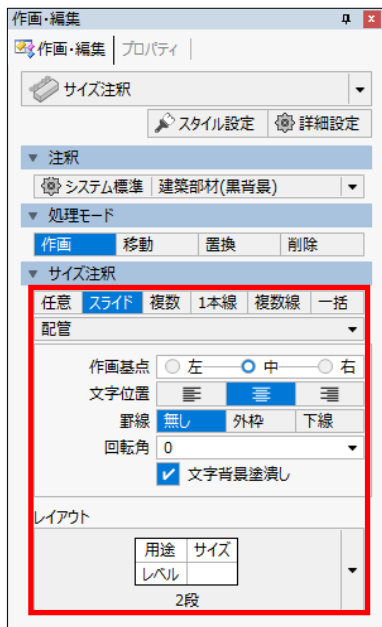 作画・編集
作画・編集 プロパティ
サイズ注釈
スタイル設定 詳細設定
注釈
システム標準 建築部材(黒背景)
処理モード
作画 移動 置換 削除
サイズ注釈
任意 スライド 複数 1本線 複数線 一括
配管
作画基点 左 中 右
文字位置
罫線 無し 外枠 下線
回転角 0
文字背景塗潰し
レイアウト
用途 サイズ
レベル
2段